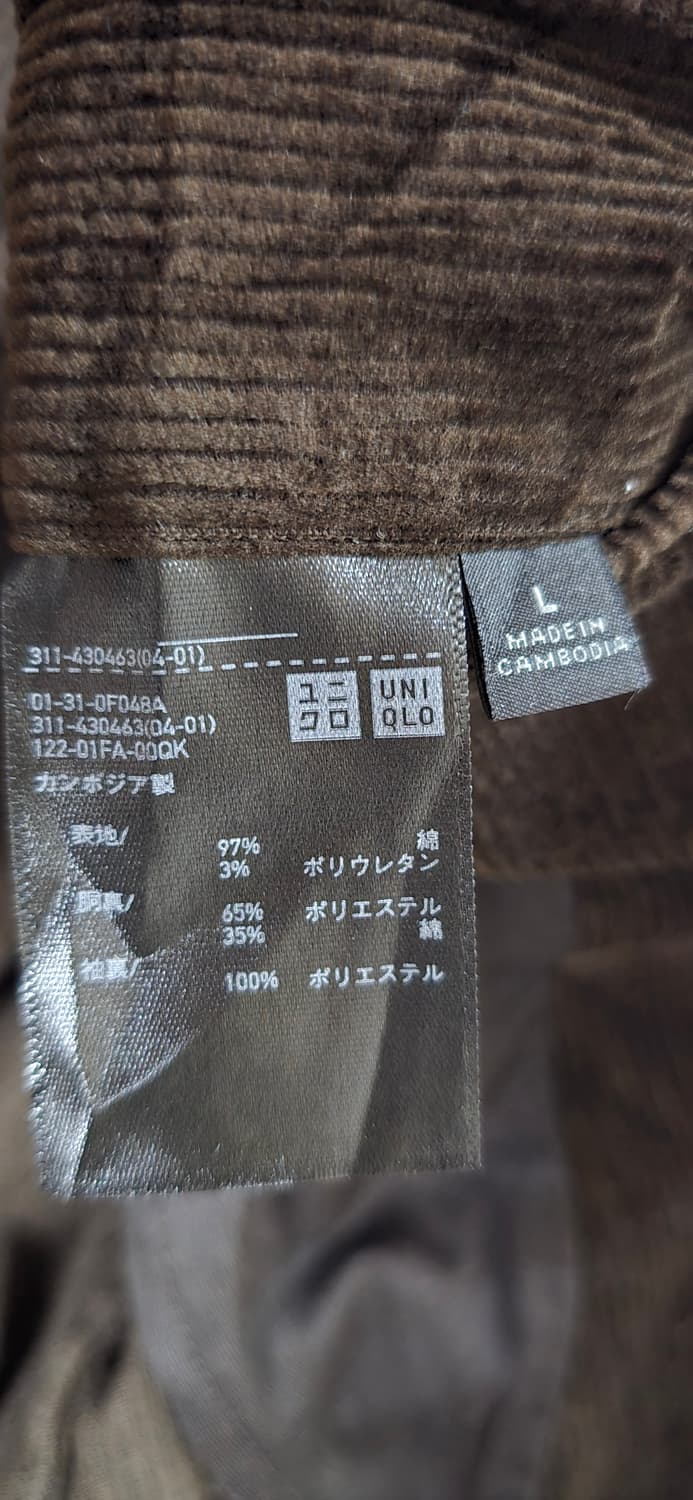 311-430463(04-01)
01-31-0F048A
311-430463(04-01)
122-01FA-00QK
カンボジア製
ユニ
クロ
UNI
QLO
表地/ 97% 綿
3% ポリウレタン
胴裏/ 65% ポリエステル
35% 綿
袖裏/ 100% ポリエステル
L
MADE IN
CAMBODIA